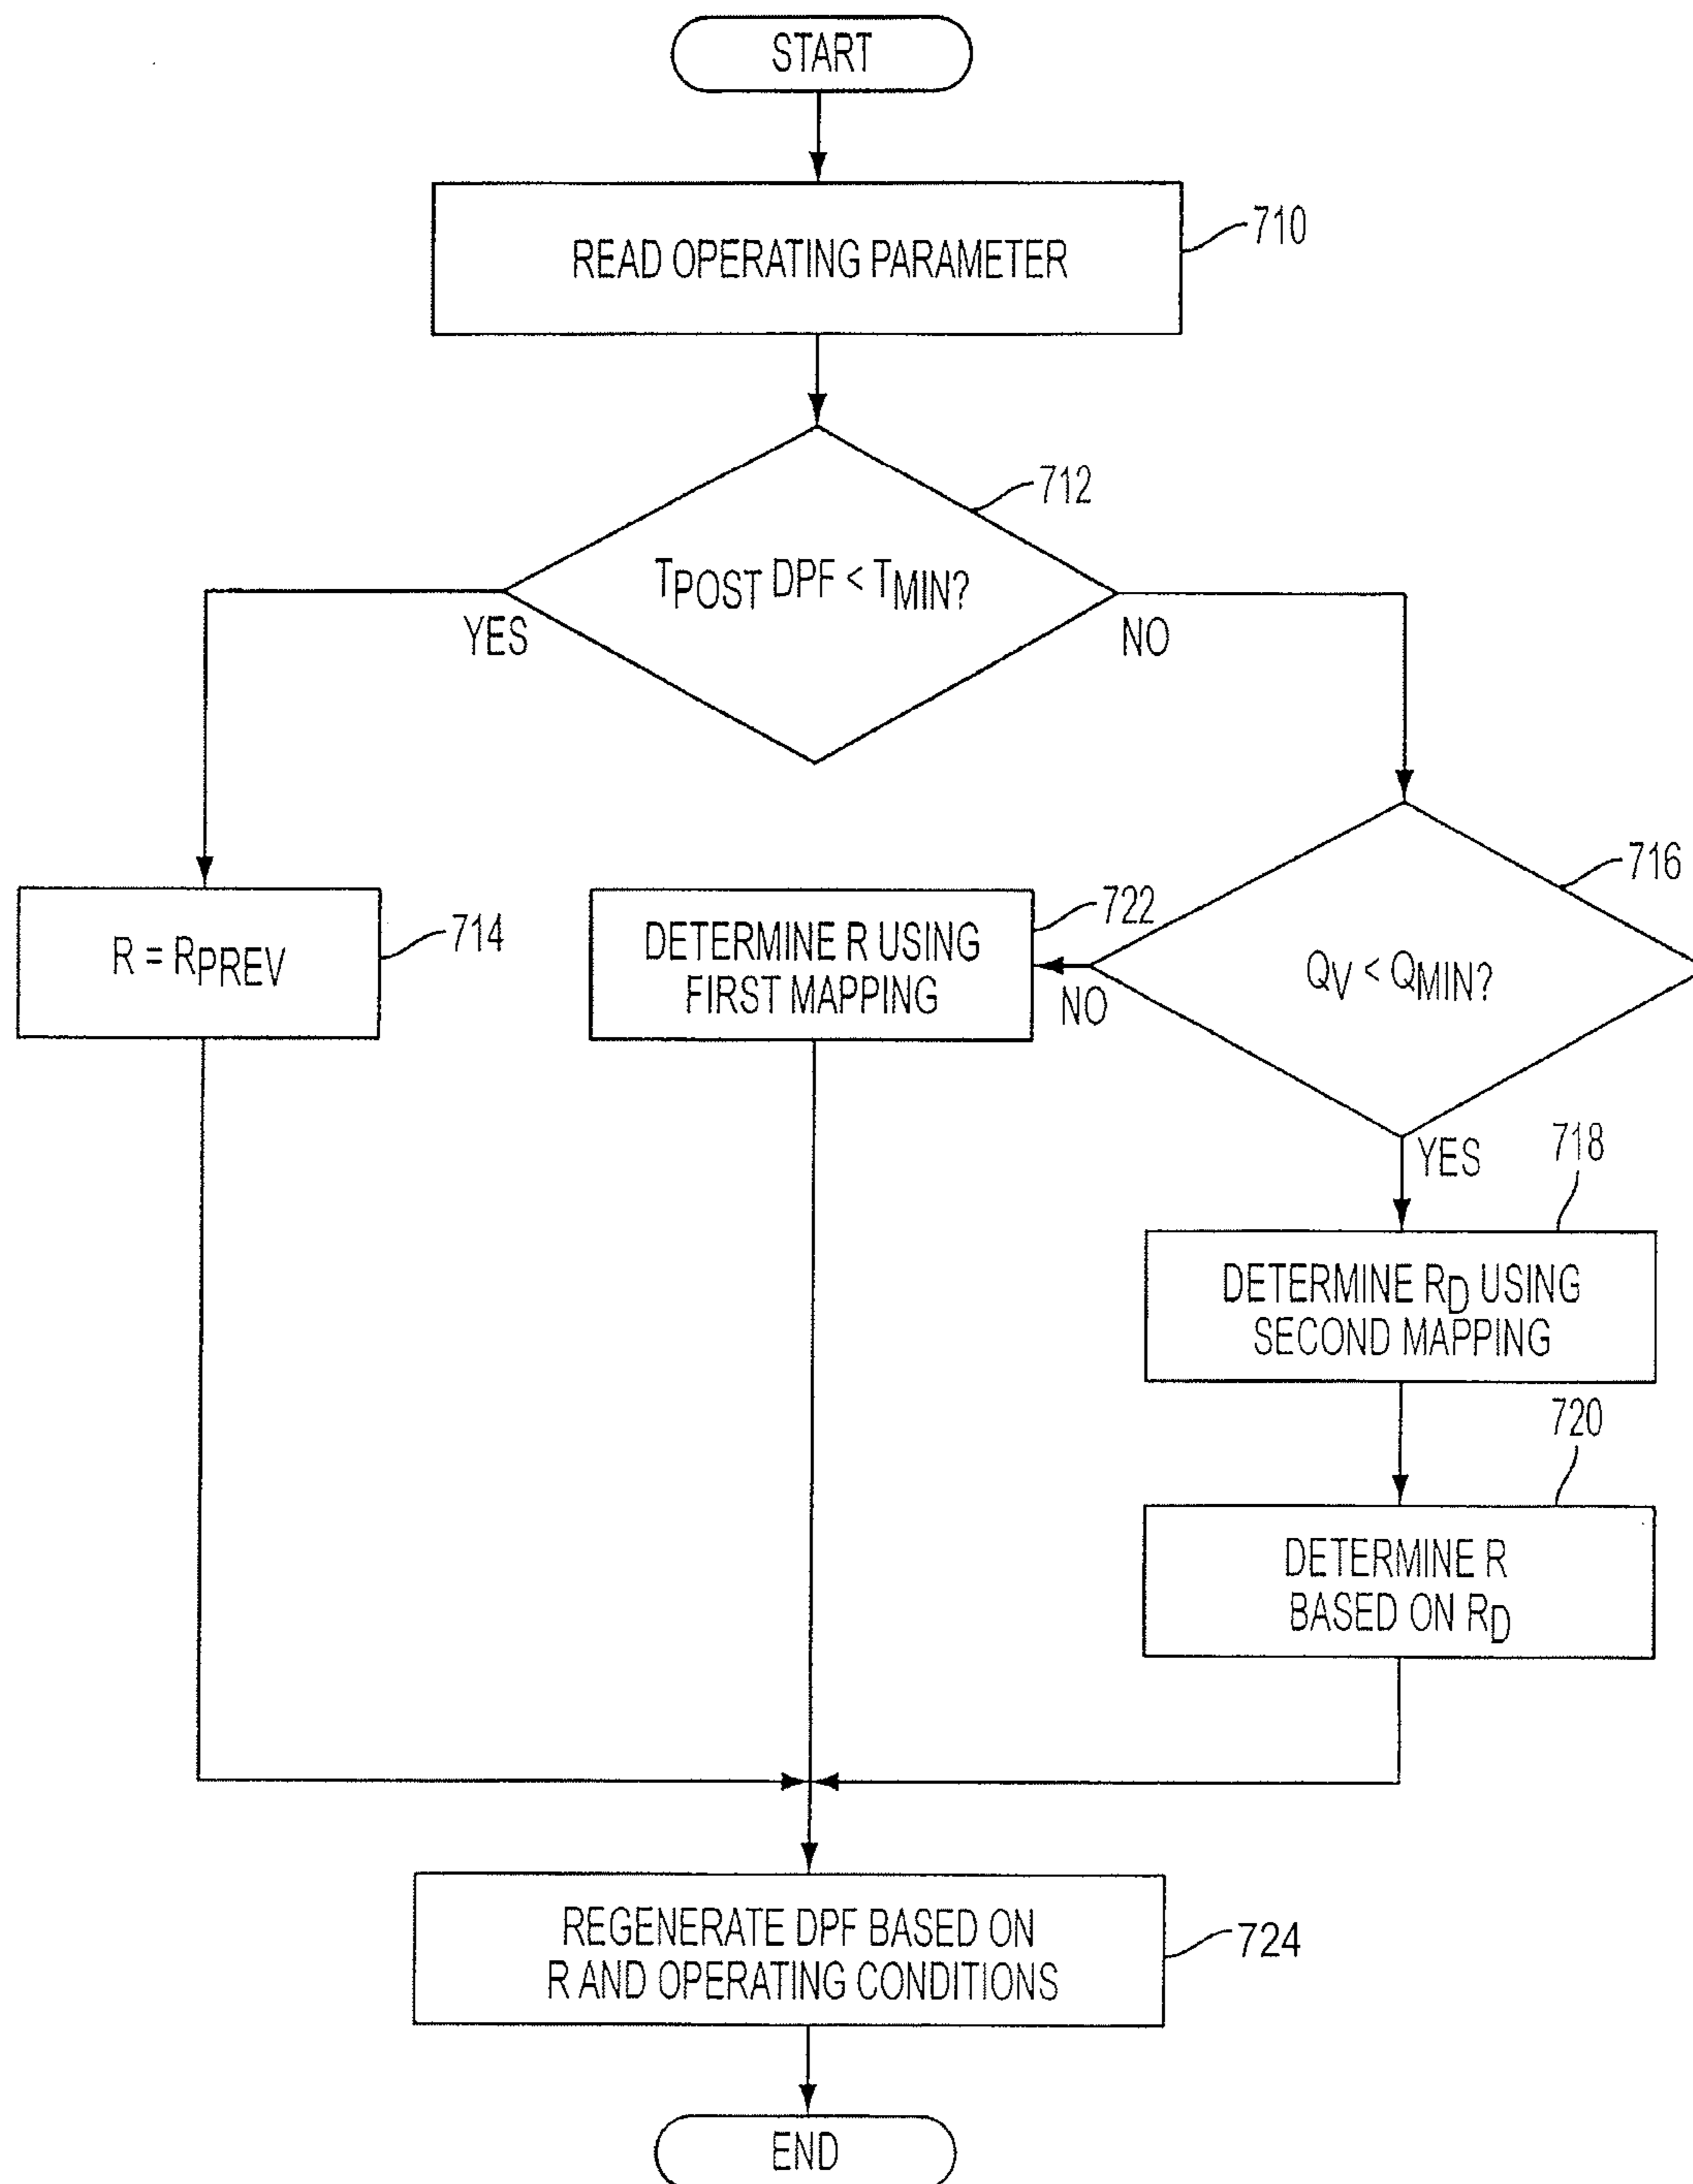 START
READ OPERATING PARAMETER
710
712
TPOST DPF < TMIN?
YES
NO
R = RPREV
714
DETERMINE R USING
FIRST MAPPING
722
716
QV < QMIN?
NO
YES
718
DETERMINE RD USING
SECOND MAPPING
720
DETERMINE R
BASED ON RD
REGENERATE DPF BASED ON
R AND OPERATING CONDITIONS
724
END